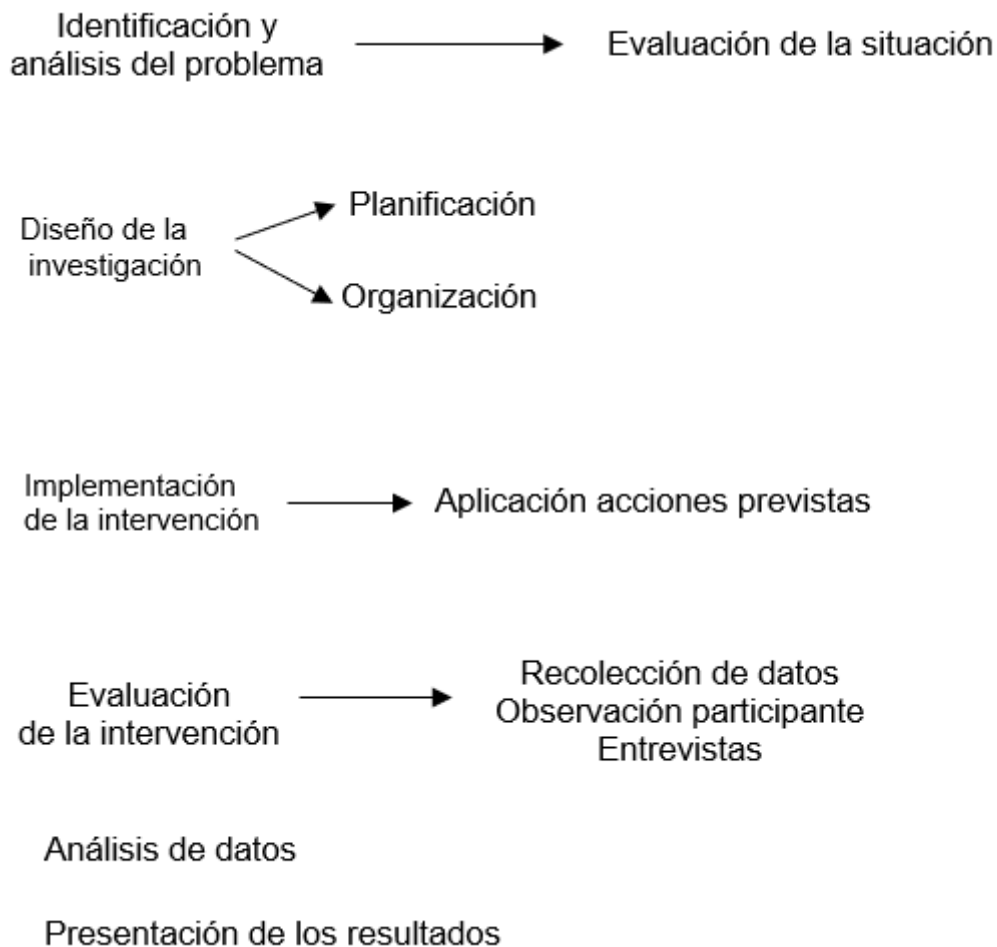 Identificación y
análisis del problema
Evaluación de la situación
Diseño de la
investigación
Planificación
Organización
Implementación
de la intervención
Aplicación acciones previstas
Evaluación
de la intervención
Recolección de datos
Observación participante
Entrevistas
Análisis de datos
Presentación de los resultados